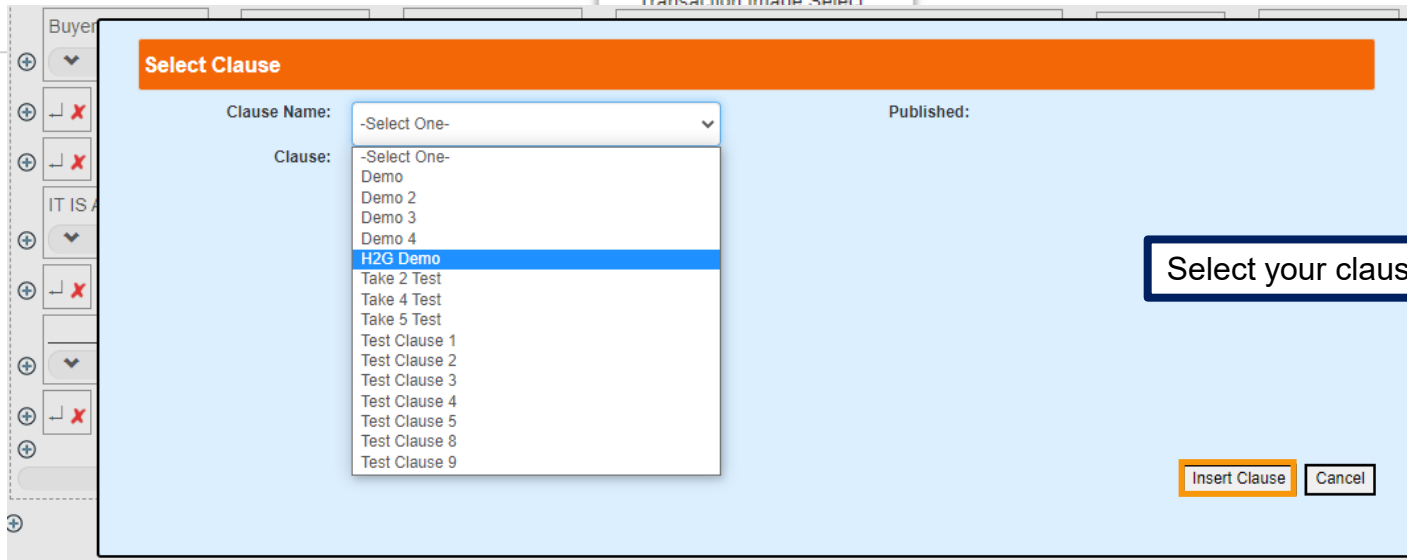 Transaction Image Select
Buyer
Select Clause
Clause Name:
-Select One-
Published:
Clause:
-Select One-
Demo
Demo 2
Demo 3
Demo 4
H2G Demo
Take 2 Test
Take 4 Test
Take 5 Test
Test Clause 1
Test Clause 2
Test Clause 3
Test Clause 4
Test Clause 5
Test Clause 8
Test Clause 9
IT IS A
Select your claus
Insert Clause
Cancel